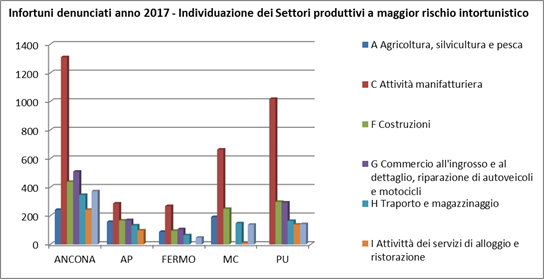 Infortuni denunciati anno 2017 - Individuazione dei Settori produttivi a maggior rischio intortunistico
1400
1200
1000
800
600
400
200
0
ANCONA AP FERMO MC PU
A Agricoltura, silvicultura e pesca
C Attività manifatturiera
F Costruzioni
G Commercio all'ingrosso e al
dettaglio, riparazione di autoveicoli
e motocicli
H Traporto e magazzinaggio
I Attività dei servizi di alloggio e
ristorazione